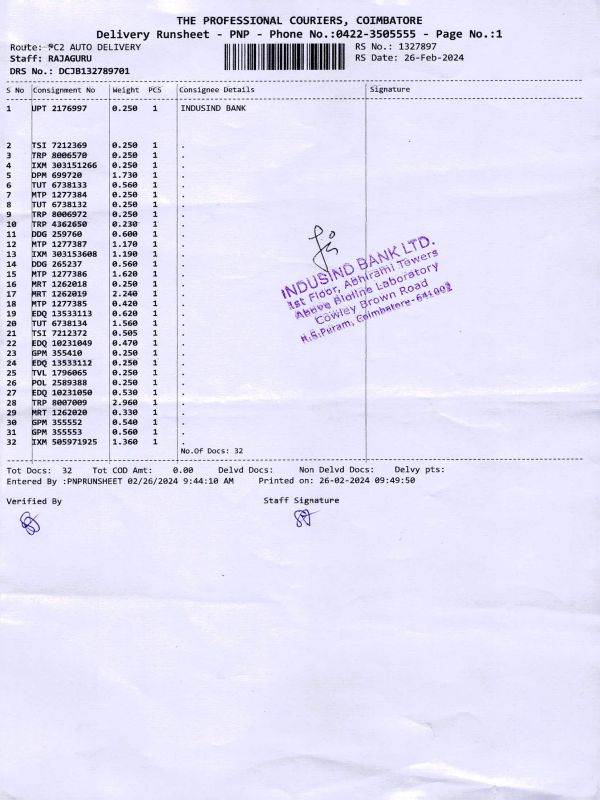 THE PROFESSIONAL COURIERS, COIMBATORE
Delivery Runsheet - PNP - Phone No.:0422-3505555 - Page No.:1
Route: PC2 AUTO DELIVERY
RS No.: 1327897
Staff: RAJAGURU
RS Date: 26-Feb-2024
DRS No.: DCJB132789701
S No Consignment No Weight PCS Consignee Details Signature
1 UPT 2176997 0.250 1 INDUSIND BANK
2 TSI 7212369 0.250 1 .
3 TRP 8006570 0.250 1 .
4 IXM 303151266 0.250 1 .
5 DPM 699720 1.730 1 .
6 TUT 6738133 0.560 1 .
7 MTP 1277384 0.250 1 .
8 TUT 6738132 0.250 1 .
9 TRP 8006972 0.250 1 .
10 TRP 4362650 0.230 1 .
11 DDG 259760 0.600 1 .
12 MTP 1277387 1.170 1 .
13 IXM 303153608 1.190 1 .
14 DDG 265237 0.560 1 .
15 MTP 1277386 1.620 1 .
16 MRT 1262018 0.250 1 .
17 MRT 1262019 2.240 1 .
18 MTP 1277385 0.420 1 .
19 EDQ 13533113 0.620 1 .
20 TUT 6738134 1.560 1 .
21 TSI 7212372 0.505 1 .
22 EDQ 10231049 0.470 1 .
23 GPM 355410 0.250 1 .
24 EDQ 13533112 0.250 1 .
25 TVL 1796065 0.250 1 .
26 POL 2589388 0.250 1 .
27 EDQ 10231050 0.530 1 .
28 TRP 8007009 2.960 1 .
29 MRT 1262020 0.330 1 .
30 GPM 355552 0.540 1 .
31 GPM 355553 0.560 1 .
32 IXM 505971925 1.360 1 .
No.Of Docs: 32
INDUSIND BANK LTD.
1st Floor, Abhirami Towers
Above Bioline Laboratory
Cowley Brown Road
R.S.Puram, Coimbatore-641002
Tot Docs: 32 Tot COD Amt: 0.00 Delvd Docs: Non Delvd Docs: Delvy pts:
Entered By :PNPRUNSHEET 02/26/2024 9:44:10 AM Printed on: 26-02-2024 09:49:50
Verified By Staff Signature